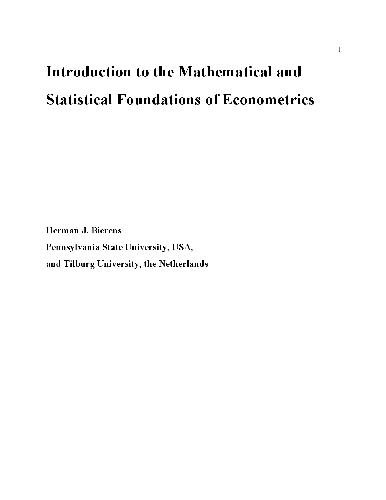 1
Introduction to the Mathematical and
Statistical Foundations of Econometrics
Herman J. Bierens
Pennsylvania State University, USA,
and Tilburg University, the Netherlands